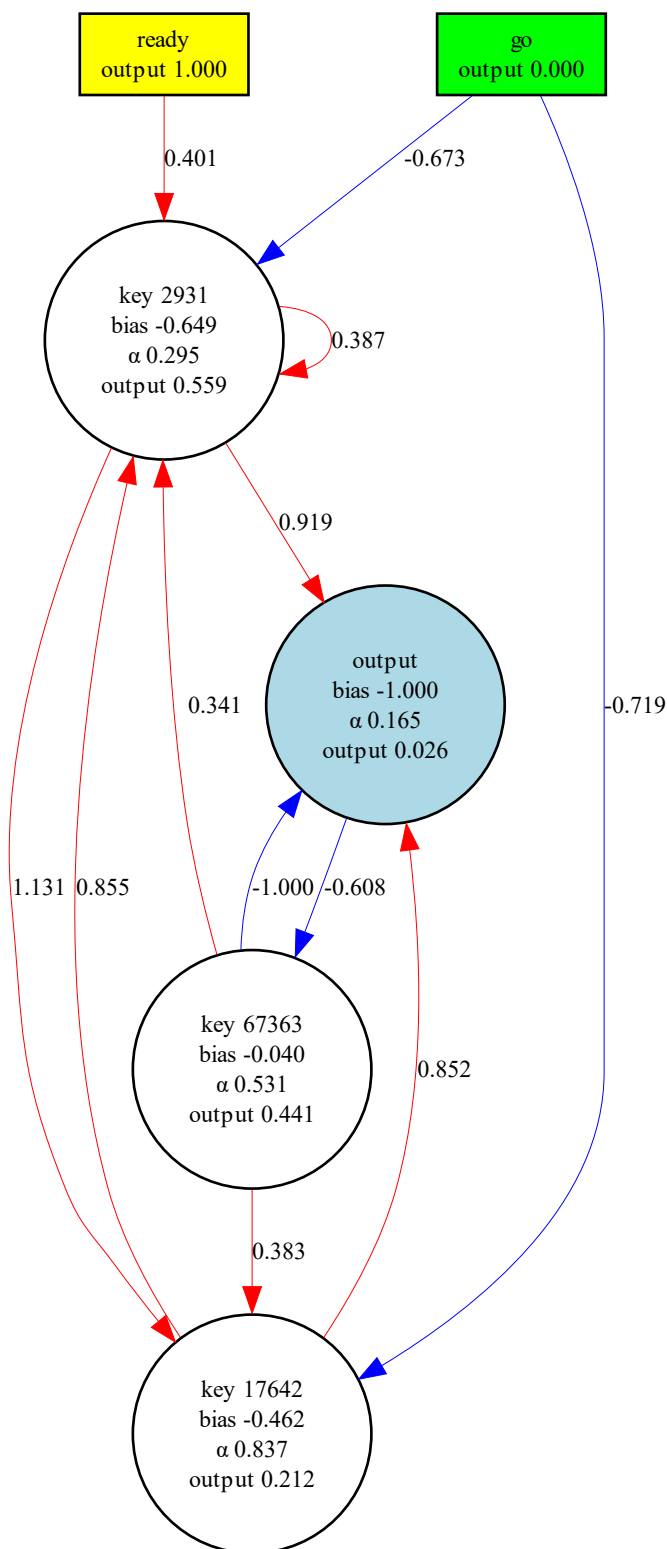 ready
output 1.000
go
output 0.000
0.401
-0.673
key 2931
bias -0.649
α 0.295
output 0.559
0.387
0.919
output
bias -1.000
α 0.165
output 0.026
0.341
-0.719
1.131
0.855
-1.000
-0.608
0.852
key 67363
bias -0.040
α 0.531
output 0.441
0.383
key 17642
bias -0.462
α 0.837
output 0.212